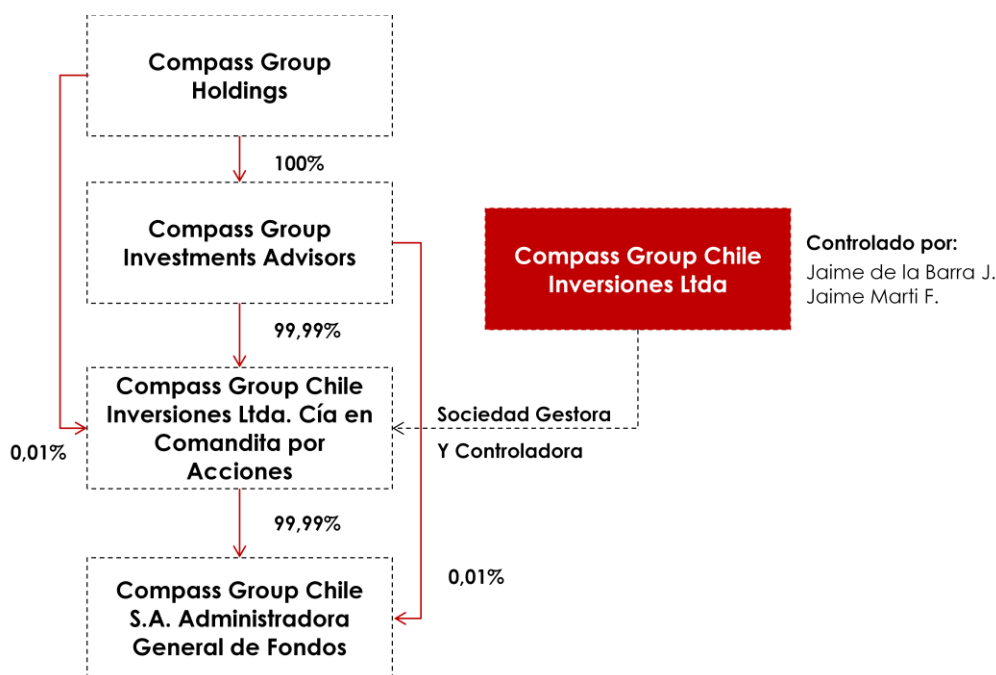 Compass Group
Holdings
100%
Compass Group
Investments Advisors
Compass Group Chile
Inversiones Ltda
Controlado por:
Jaime de la Barra J.
Jaime Marti F.
99,99%
Compass Group Chile
Inversiones Ltda. Cía en
Comandita por
Acciones
Sociedad Gestora
Y Controladora
0,01%
99,99%
0,01%
Compass Group Chile
S.A. Administradora
General de Fondos